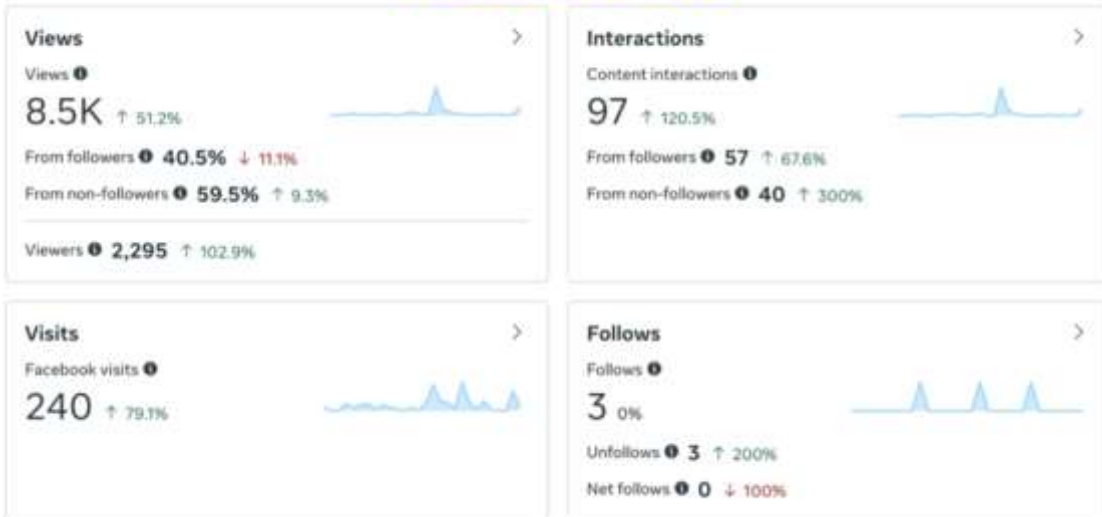 Views
Views
8.5K ↑ 51.2%
From followers 40.5% ↓ 11.1%
From non-followers 59.5% ↑ 9.3%
Viewers 2,295 ↑ 102.9%
Interactions
Content interactions
97 ↑ 120.5%
From followers 57 ↑ 67.6%
From non-followers 40 ↑ 300%
Visits
Facebook visits
240 ↑ 79.1%
Follows
Follows
3 0%
Unfollows 3 ↑ 200%
Net follows 0 ↓ 100%